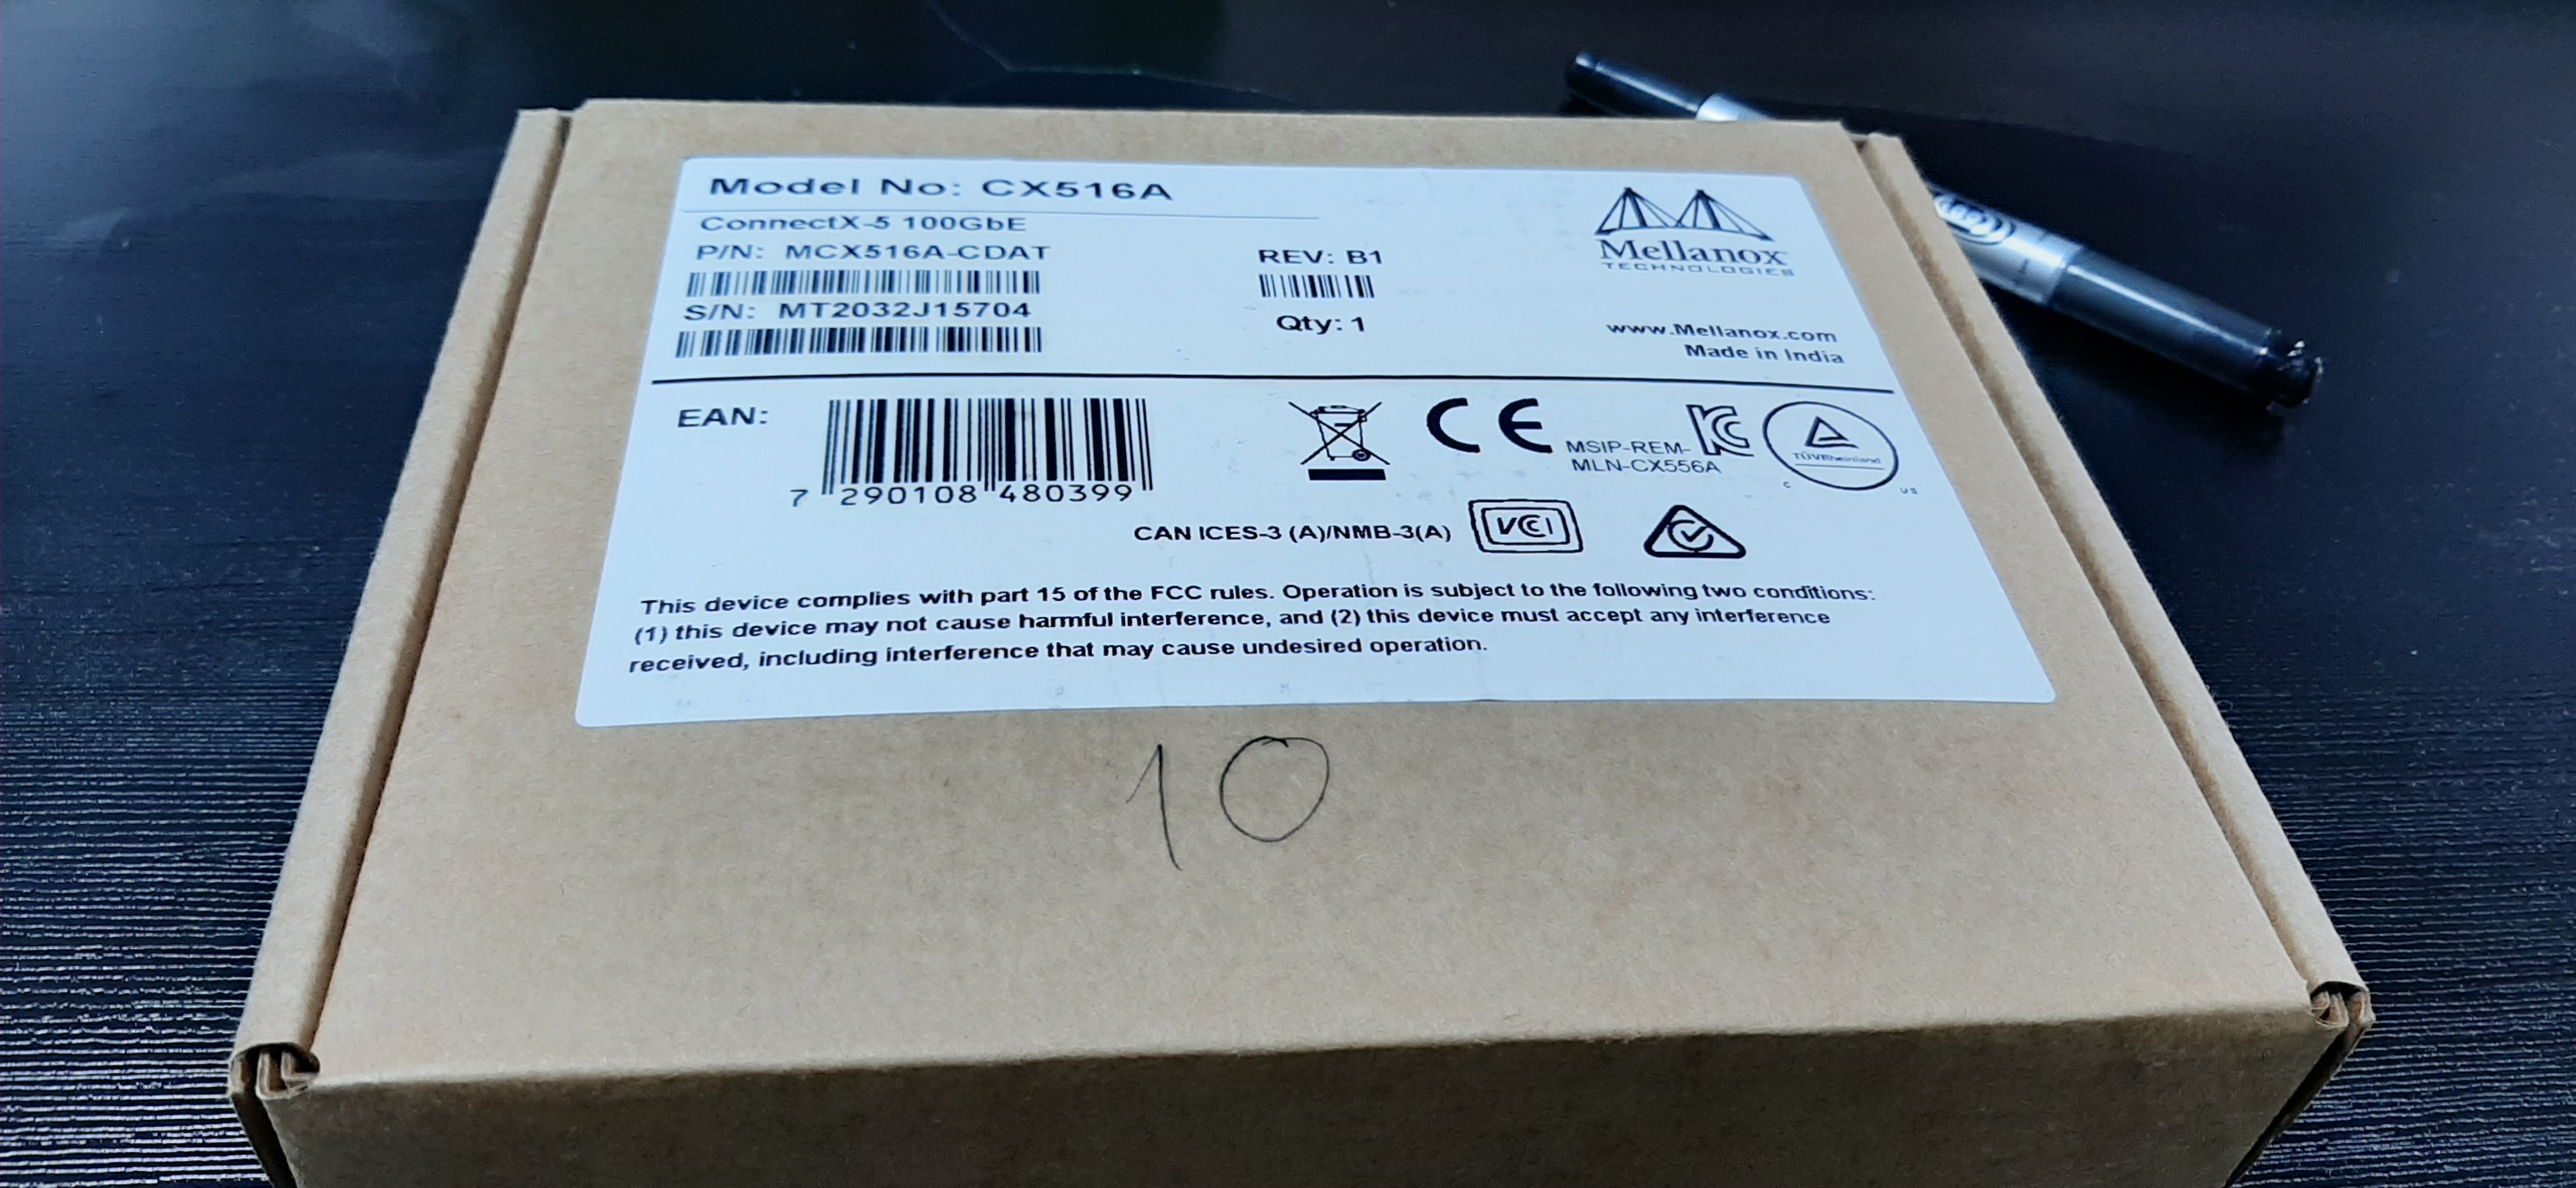 Model No: CX516A
ConnectX-5 100GbE
P/N: MCX516A-CDAT
S/N: MT2032J15704
REV: B1
Qty: 1
Mellanox
TECHNOLOGIES
www.Mellanox.com
Made in India
EAN:
7 290108 480399
CE
MSIP-REM-
MLN-CX556A
TÜVRheinland
C US
CAN ICES-3 (A)/NMB-3(A)
VCI
This device complies with part 15 of the FCC rules. Operation is subject to the following two conditions:
(1) this device may not cause harmful interference, and (2) this device must accept any interference
received, including interference that may cause undesired operation.
10